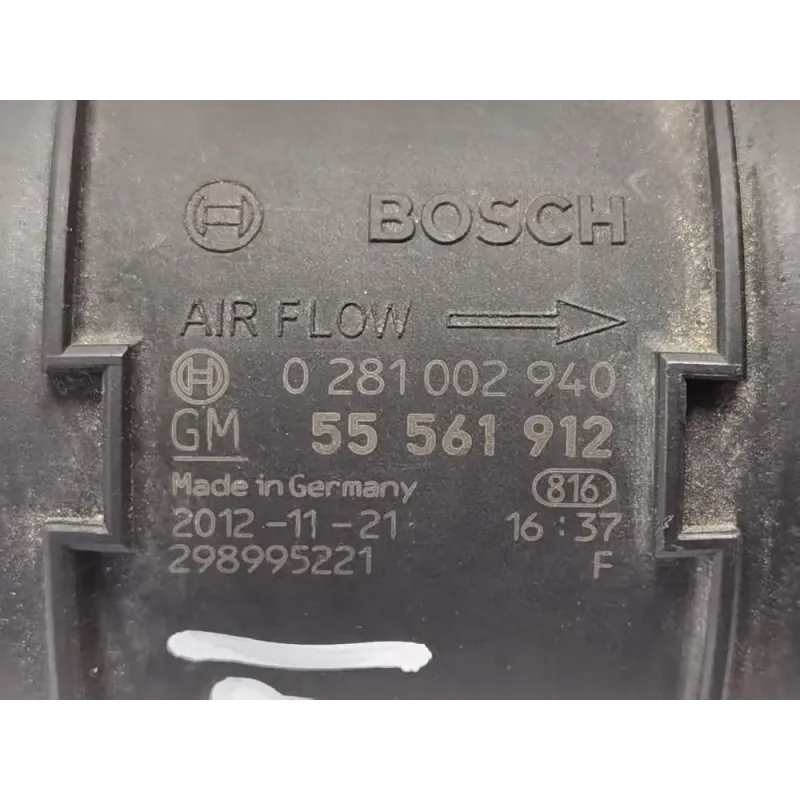 BOSCH
AIR FLOW
0 281 002 940
GM 55 561 912
Made in Germany 816
2012-11-21 16:37
298995221 F